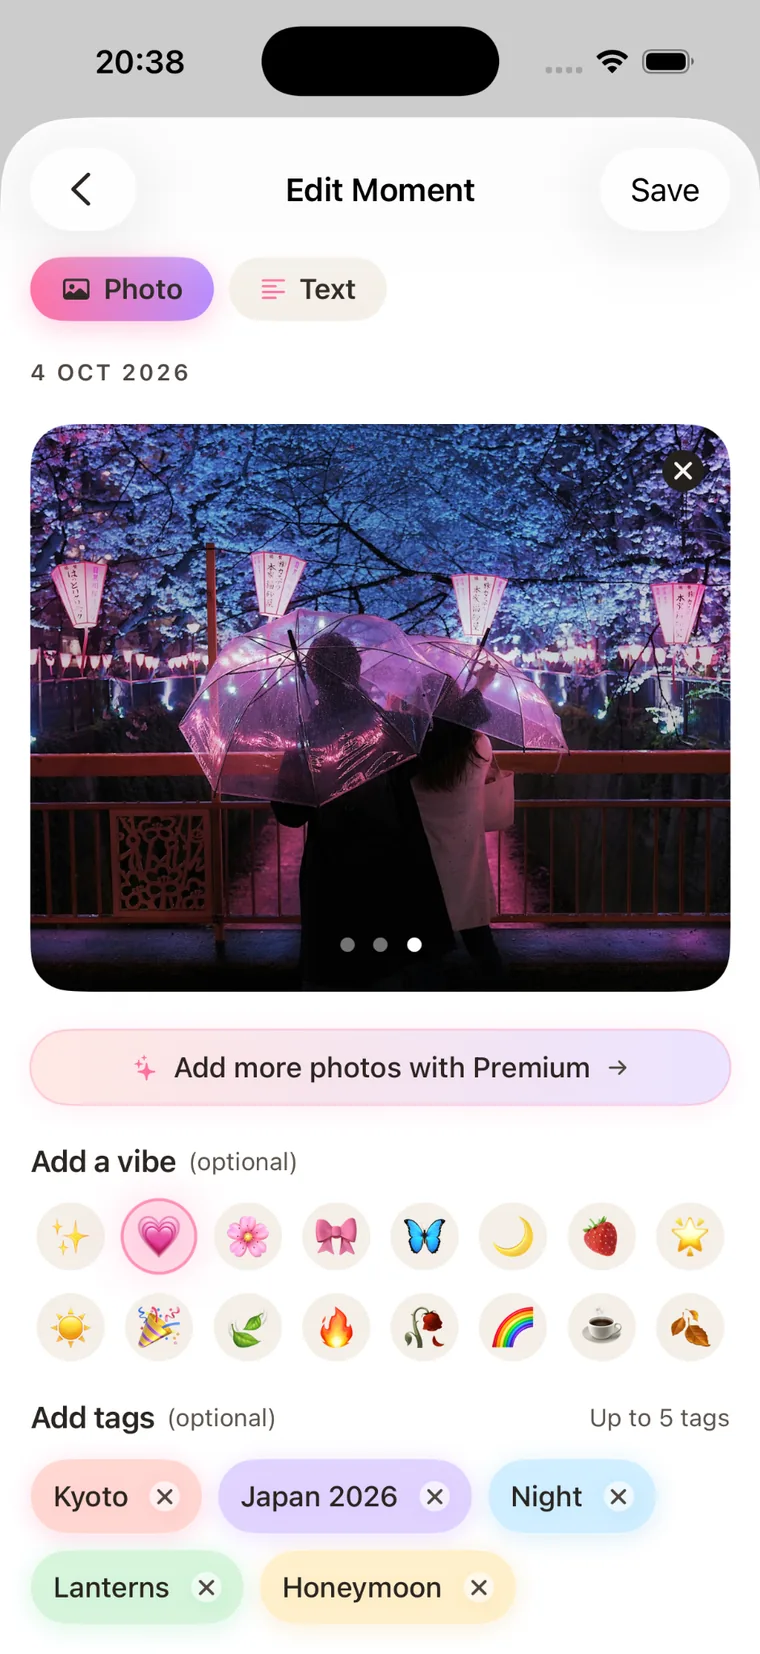 20:38
Edit Moment
Save
Photo
Text
4 OCT 2026
Add more photos with Premium →
Add a vibe (optional)
Add tags (optional)
Up to 5 tags
Kyoto
Japan 2026
Night
Lanterns
Honeymoon